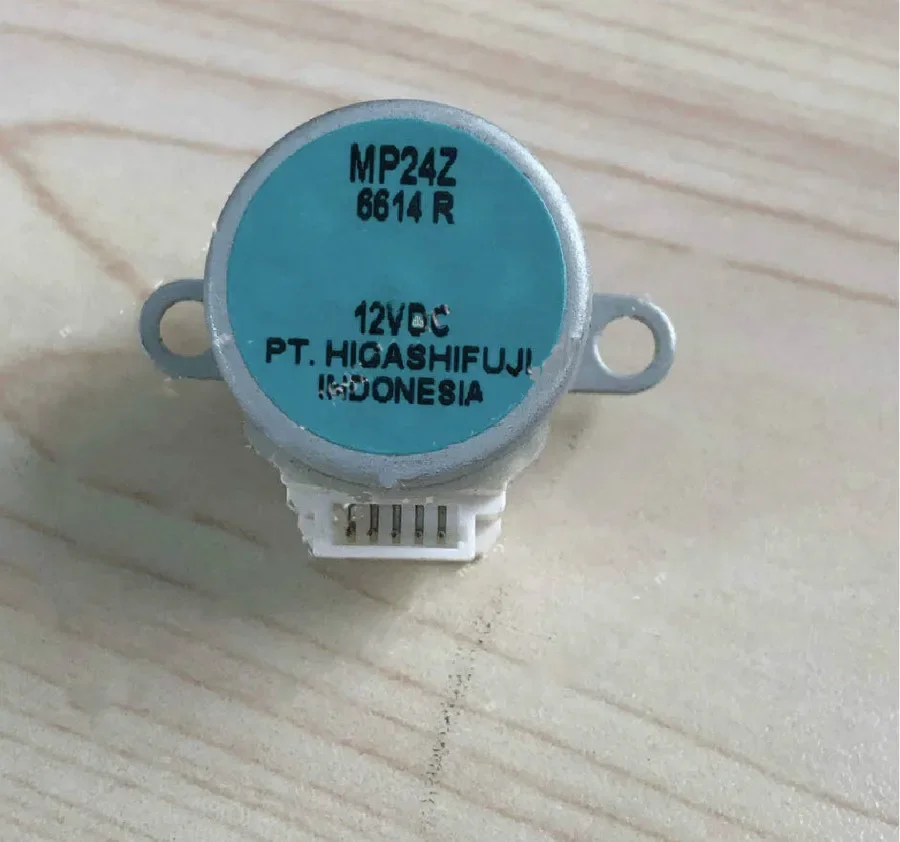 MP24Z
6614 R
12VDC
PT. HIGASHIFUJI
INDONESIA